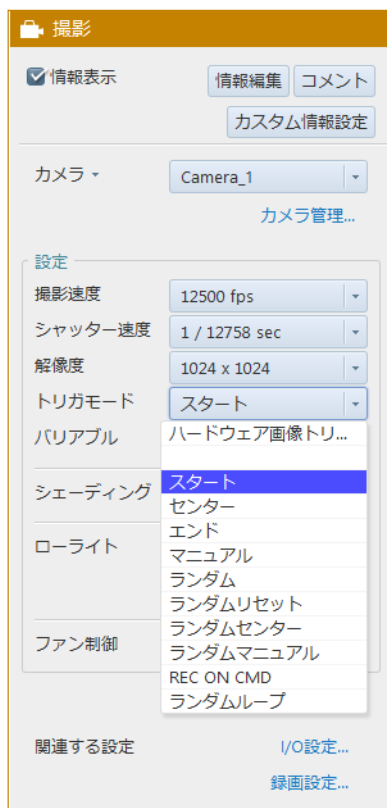 撮影
情報表示
情報編集
コメント
カスタム情報設定
カメラ
Camera_1
カメラ管理...
設定
撮影速度
12500 fps
シャッター速度
1 / 12758 sec
解像度
1024 x 1024
トリガモード
スタート
バリアブル
ハードウェア画像トリ...
シェーディング
スタート
センター
エンド
ローライト
マニュアル
ランダム
ランダムリセット
ランダムセンター
ファン制御
ランダムマニュアル
REC ON CMD
ランダムループ
関連する設定
I/O設定...
録画設定...